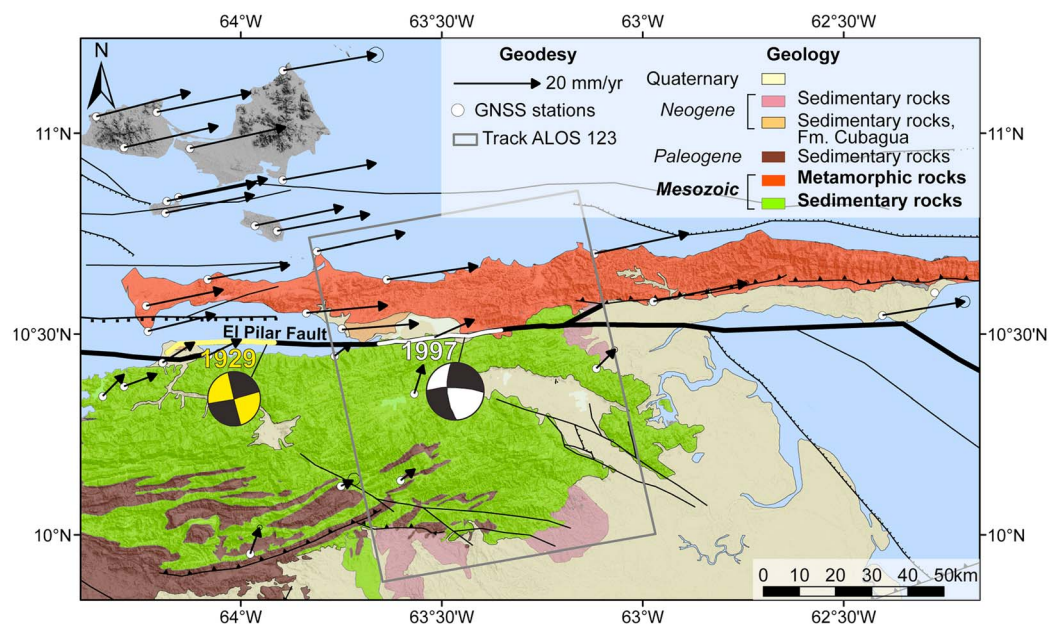 64°W 63°30'W 63°W 62°30'W
N
Geodesy
20 mm/yr
GNSS stations
Track ALOS 123
Geology
Quaternary
Neogene
Sedimentary rocks
Sedimentary rocks,
Fm. Cubagua
Paleogene
Sedimentary rocks
Mesozoic
Metamorphic rocks
Sedimentary rocks
11°N 11°N
10°30'N 10°30'N
El Pilar Fault
1929
1997
10°N 10°N
0 10 20 30 40 50km
64°W 63°30'W 63°W 62°30'W